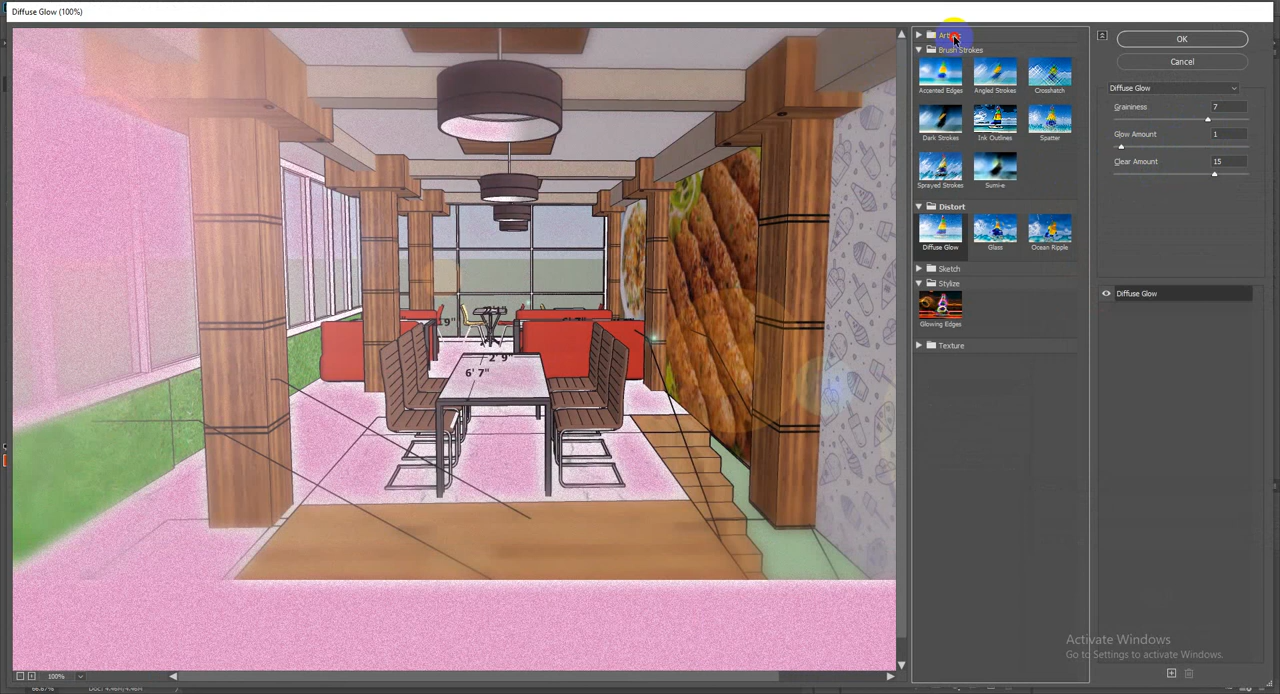 Diffuse Glow (100%)
Brush Strokes
Accented Edges
Angled Strokes
Crosshatch
Dark Strokes
Ink Outlines
Spatter
Sprayed Strokes
Sumi-e
Distort
Diffuse Glow
Glass
Ocean Ripple
Sketch
Stylize
Glowing Edges
Texture
OK
Cancel
Diffuse Glow
Graininess 7
Glow Amount 1
Clear Amount 15
Diffuse Glow
2' 9"
6' 7"
Activate Windows
Go to Settings to activate Windows.
100%
66.67%